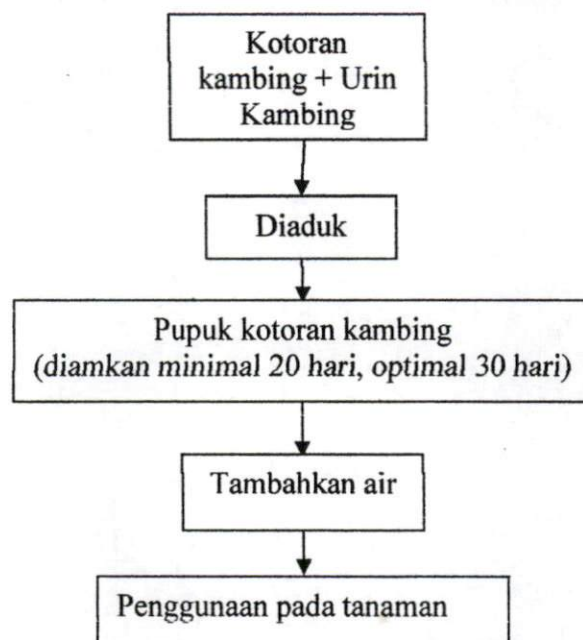 Kotoran
kambing + Urin
Kambing
Diaduk
Pupuk kotoran kambing
(diamkan minimal 20 hari, optimal 30 hari)
Tambahkan air
Penggunaan pada tanaman